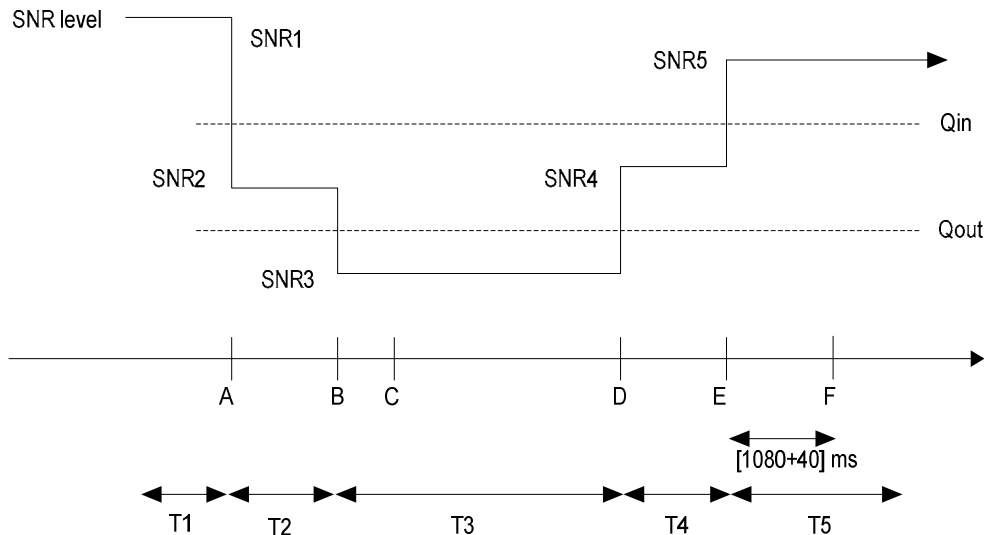 SNR level
SNR1
SNR5
Qin
SNR2
SNR4
Qout
SNR3
A B C D E F
[1080+40] ms
T1 T2 T3 T4 T5